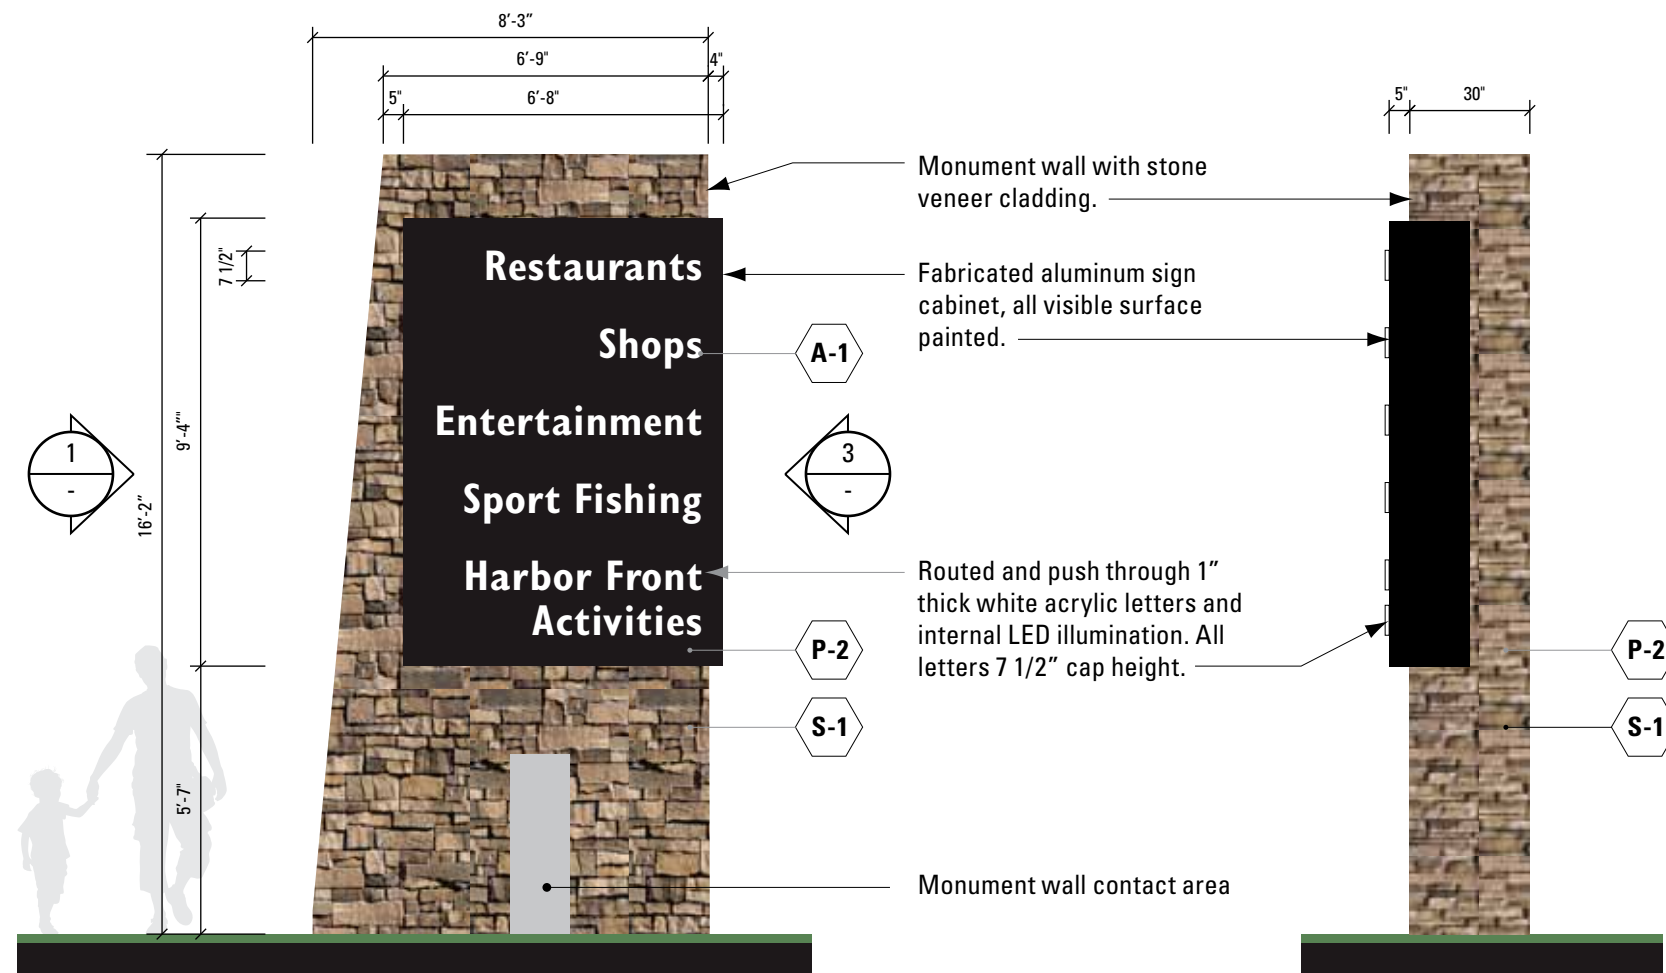 8'-3"
6'-9"
4"
5"
6'-8"
5"
30"
Monument wall with stone
veneer cladding.
7 1/2"
Restaurants
Fabricated aluminum sign
cabinet, all visible surface
painted.
Shops
A-1
9'-4""
Entertainment
1
-
3
-
16'-2"
Sport Fishing
Harbor Front
Activities
Routed and push through 1"
thick white acrylic letters and
internal LED illumination. All
letters 7 1/2" cap height.
P-2
P-2
S-1
S-1
5'-7"
Monument wall contact area